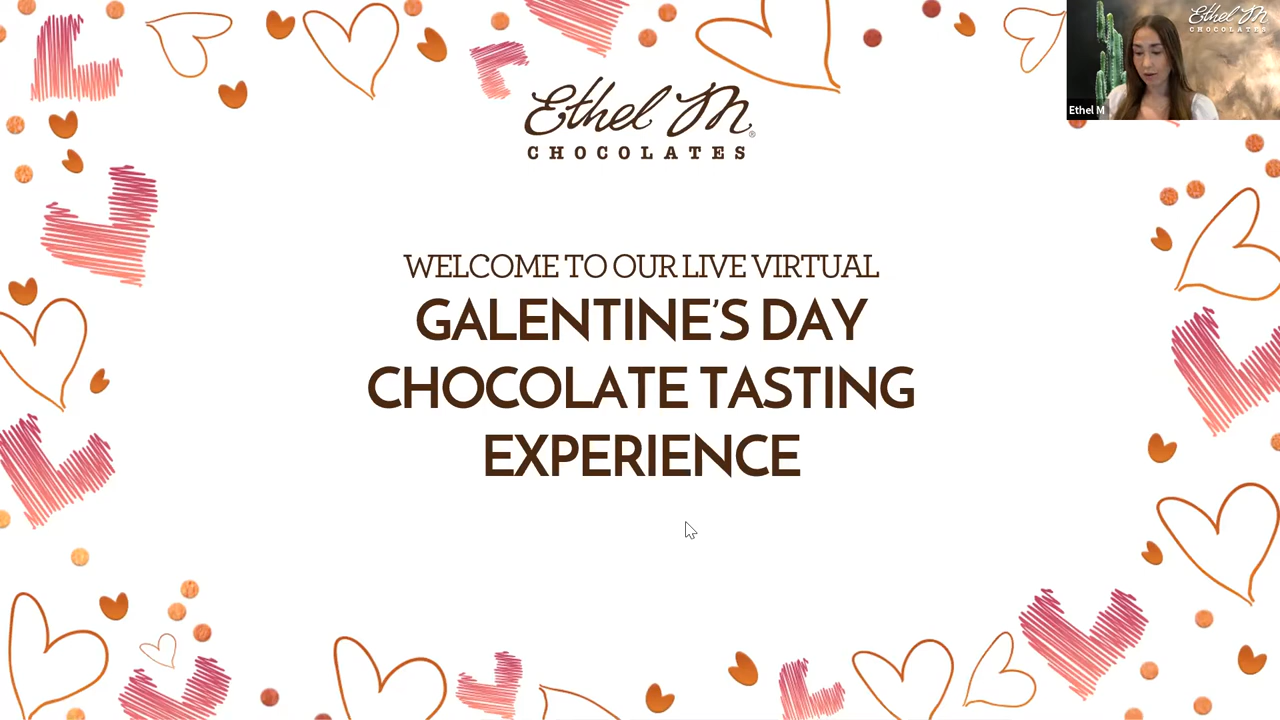 Ethel M®
CHOCOLATES
WELCOME TO OUR LIVE VIRTUAL
GALENTINE'S DAY
CHOCOLATE TASTING
EXPERIENCE
Ethel M
CHOCOLATES
Ethel M